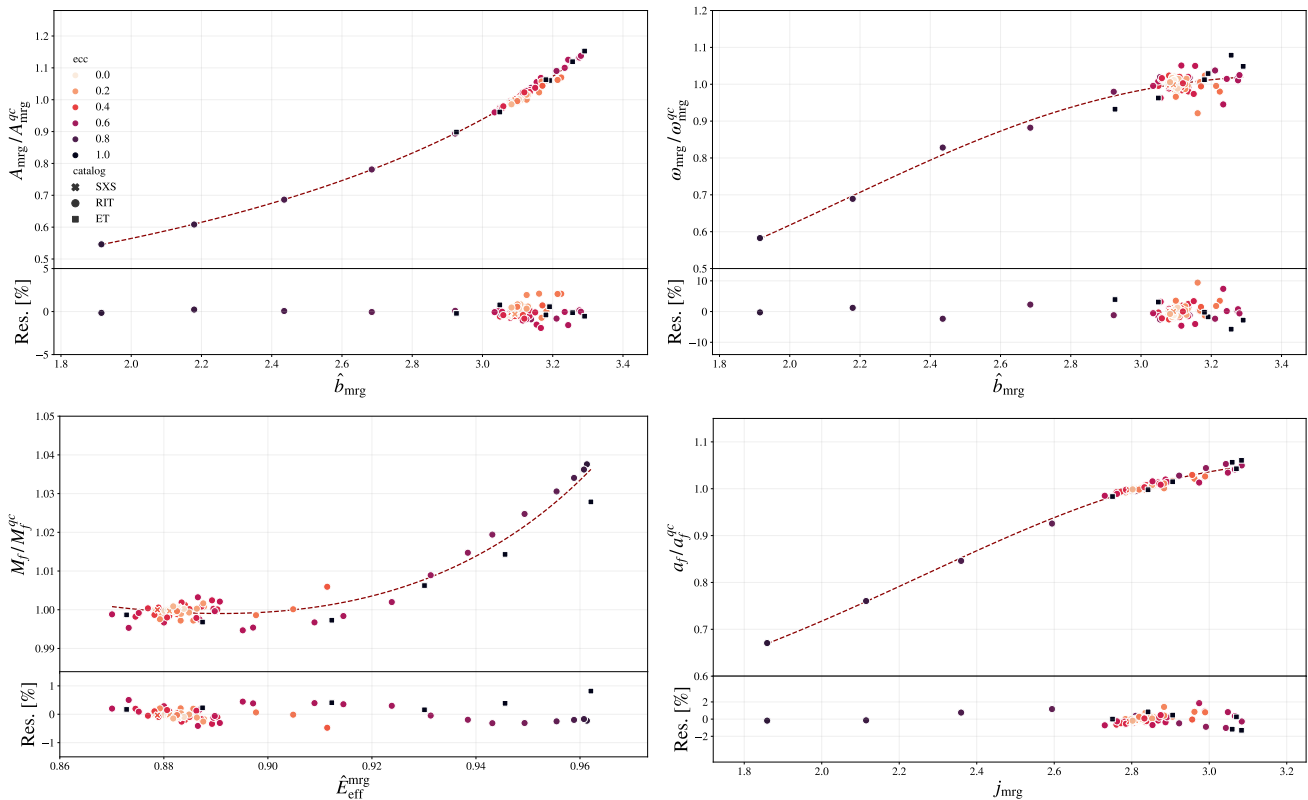 1.2
1.1
1.0
0.9
0.8
0.7
0.6
0.5
A_mrg/A^qc_mrg
ecc
0.0
0.2
0.4
0.6
0.8
1.0
catalog
SXS
RIT
ET
5
0
−5
Res. [%]
1.8 2.0 2.2 2.4 2.6 2.8 3.0 3.2 3.4
b̂_mrg
1.2
1.1
1.0
0.9
0.8
0.7
0.6
0.5
ω_mrg/ω^qc_mrg
10
0
−10
Res. [%]
1.8 2.0 2.2 2.4 2.6 2.8 3.0 3.2 3.4
b̂_mrg
1.05
1.04
1.03
1.02
1.01
1.00
0.99
M_f/M_f^qc
1
0
−1
Res. [%]
0.86 0.88 0.90 0.92 0.94 0.96
Ê_eff^mrg
1.1
1.0
0.9
0.8
0.7
0.6
a_f/a_f^qc
2
0
−2
Res. [%]
1.8 2.0 2.2 2.4 2.6 2.8 3.0 3.2
j_mrg